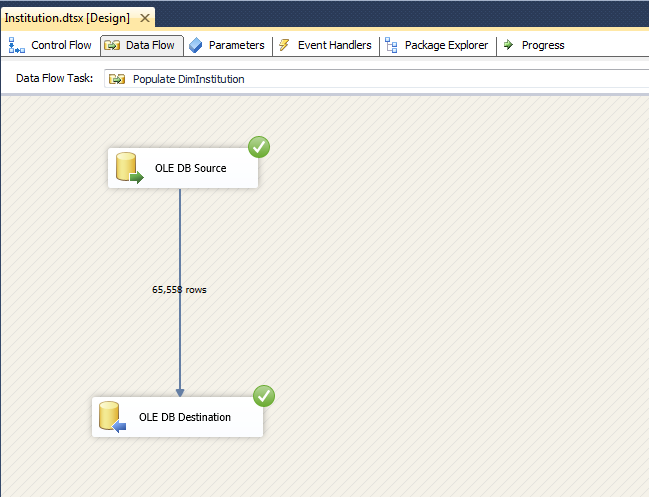 Institution.dtsx [Design]
Control Flow Data Flow Parameters Event Handlers Package Explorer Progress
Data Flow Task: Populate DimInstitution
OLE DB Source
65,558 rows
OLE DB Destination